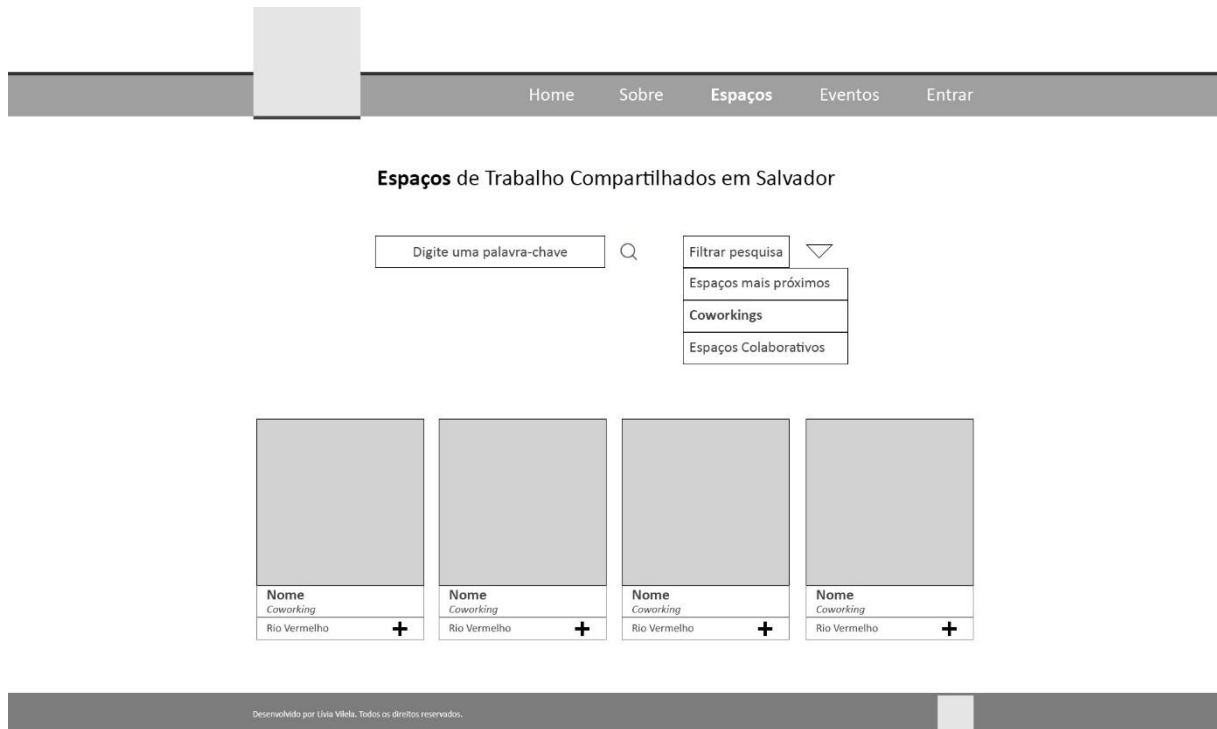 Home Sobre Espaços Eventos Entrar
Espaços de Trabalho Compartilhados em Salvador
Digite uma palavra-chave
Filtrar pesquisa
Espaços mais próximos
Coworkings
Espaços Colaborativos
Nome
Coworking
Rio Vermelho
Nome
Coworking
Rio Vermelho
Nome
Coworking
Rio Vermelho
Nome
Coworking
Rio Vermelho
Desenvolvido por Lívia Vilela. Todos os direitos reservados.